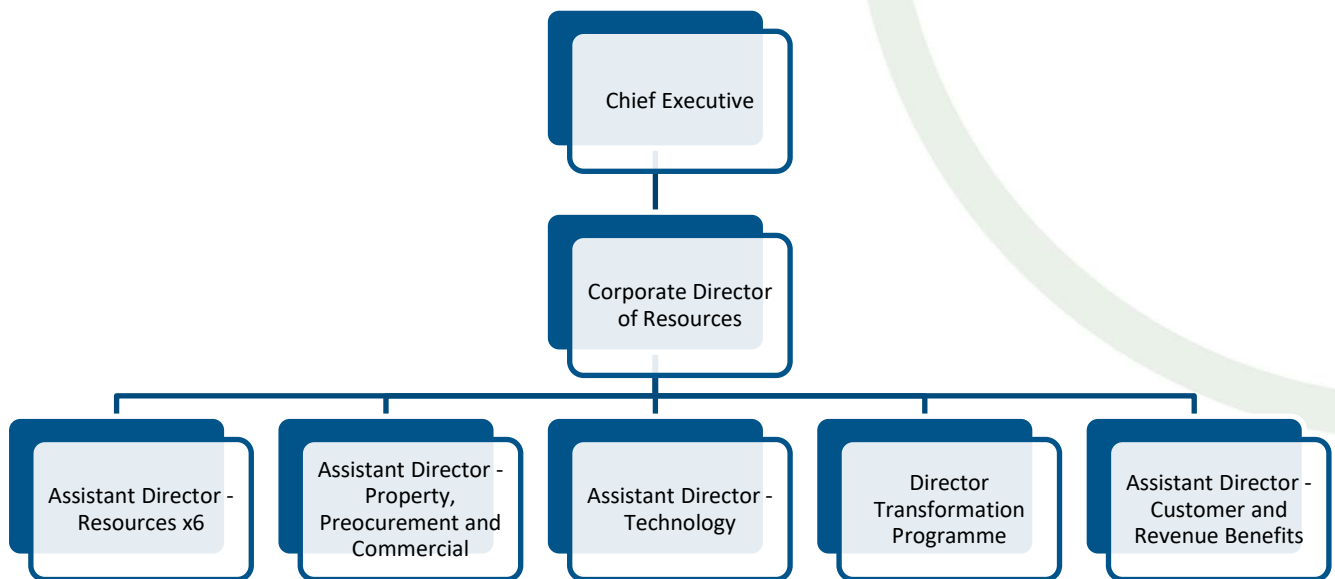 Chief Executive
Corporate Director
of Resources
Assistant Director -
Resources x6
Assistant Director -
Property,
Preocurement and
Commercial
Assistant Director -
Technology
Director
Transformation
Programme
Assistant Director -
Customer and
Revenue Benefits